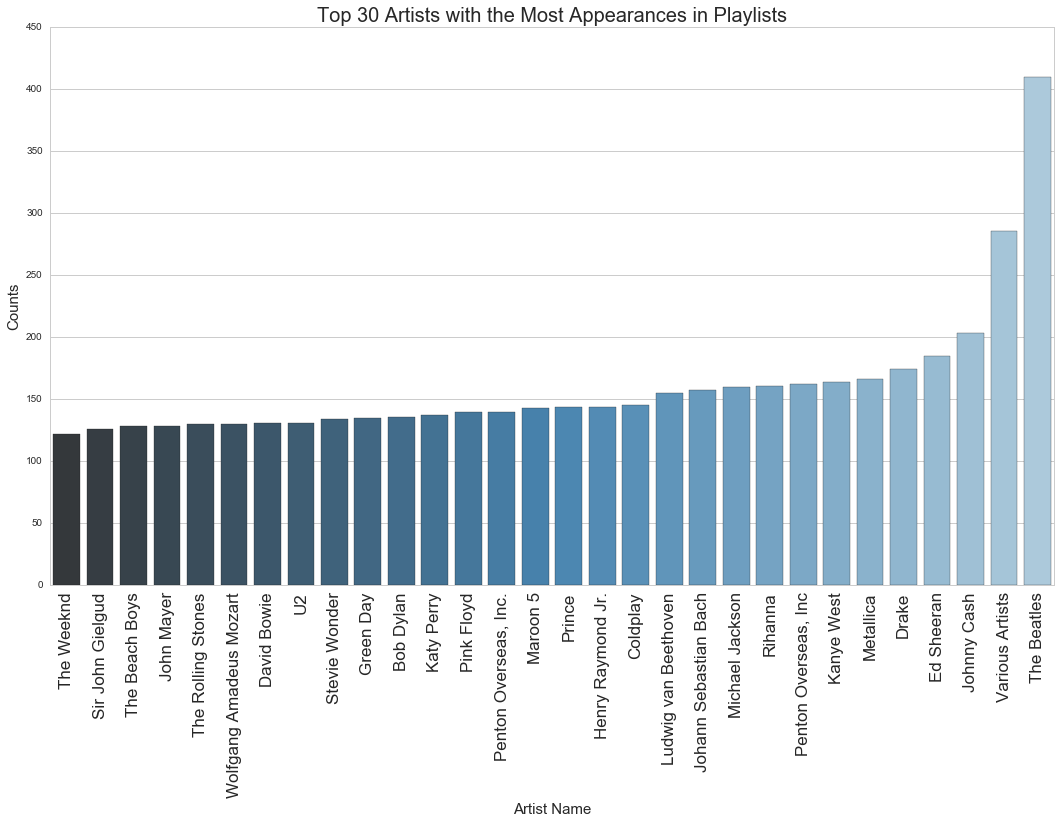 Top 30 Artists with the Most Appearances in Playlists
450
400
350
300
250
200
150
100
50
0
Counts
The Weeknd
Sir John Gielgud
The Beach Boys
John Mayer
The Rolling Stones
Wolfgang Amadeus Mozart
David Bowie
U2
Stevie Wonder
Green Day
Bob Dylan
Katy Perry
Pink Floyd
Penton Overseas, Inc.
Maroon 5
Prince
Henry Raymond Jr.
Coldplay
Ludwig van Beethoven
Johann Sebastian Bach
Michael Jackson
Rihanna
Penton Overseas, Inc
Kanye West
Metallica
Drake
Ed Sheeran
Johnny Cash
Various Artists
The Beatles
Artist Name